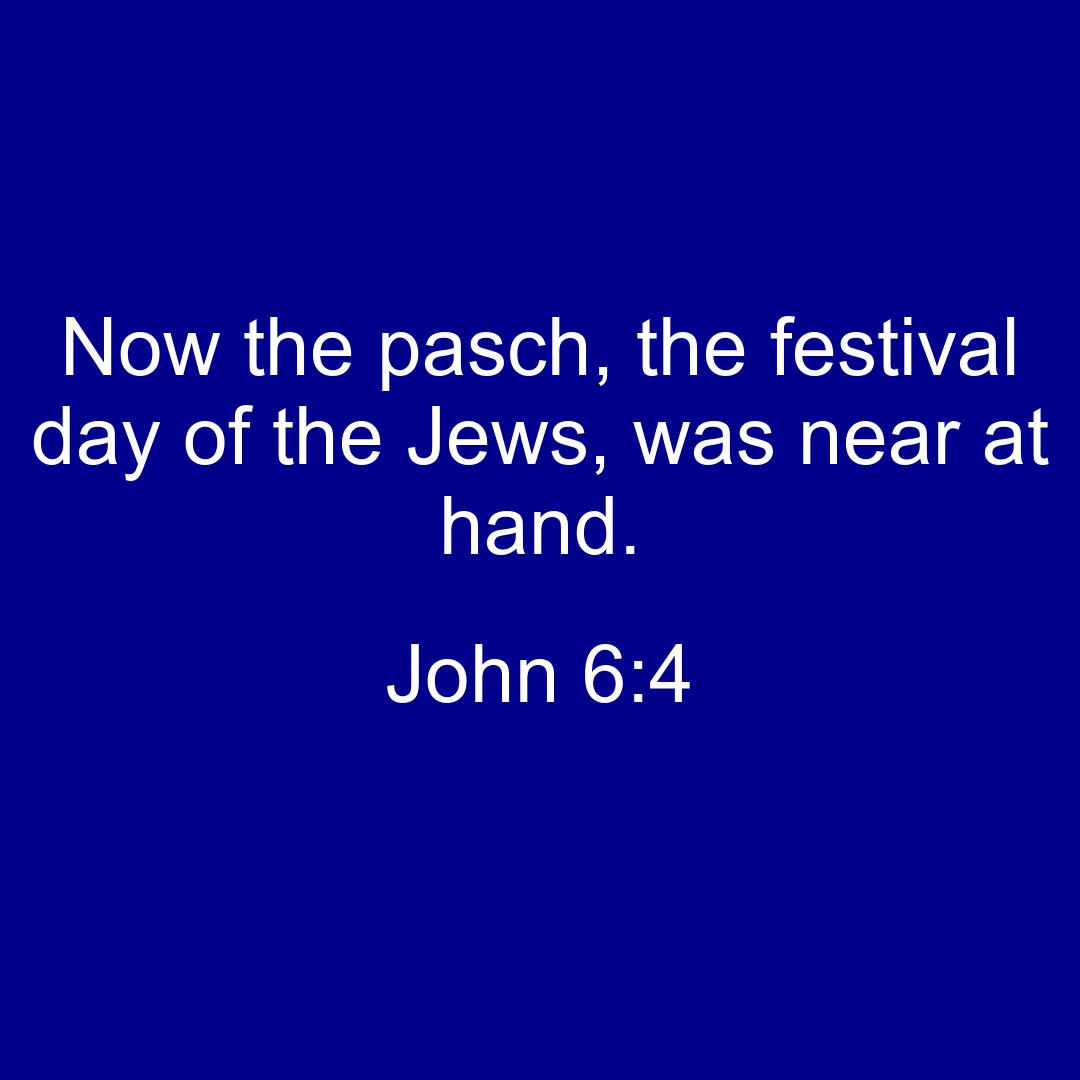 Now the pasch, the festival
day of the Jews, was near at
hand.
John 6:4